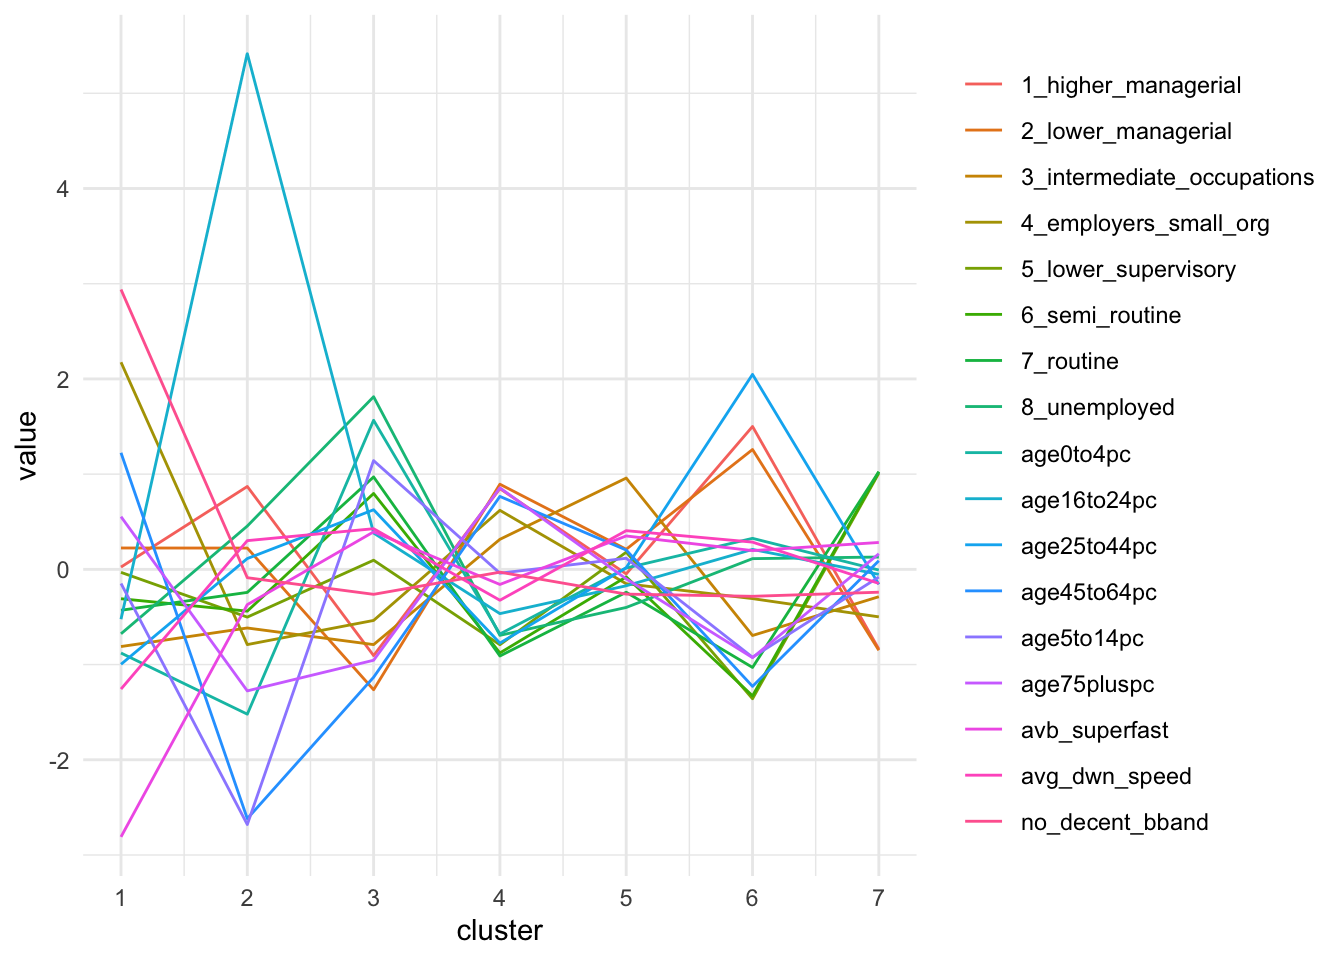 value
4
2
0
-2
1 2 3 4 5 6 7
cluster
1_higher_managerial
2_lower_managerial
3_intermediate_occupations
4_employers_small_org
5_lower_supervisory
6_semi_routine
7_routine
8_unemployed
age0to4pc
age16to24pc
age25to44pc
age45to64pc
age5to14pc
age75pluspc
avb_superfast
avg_dwn_speed
no_decent_bband